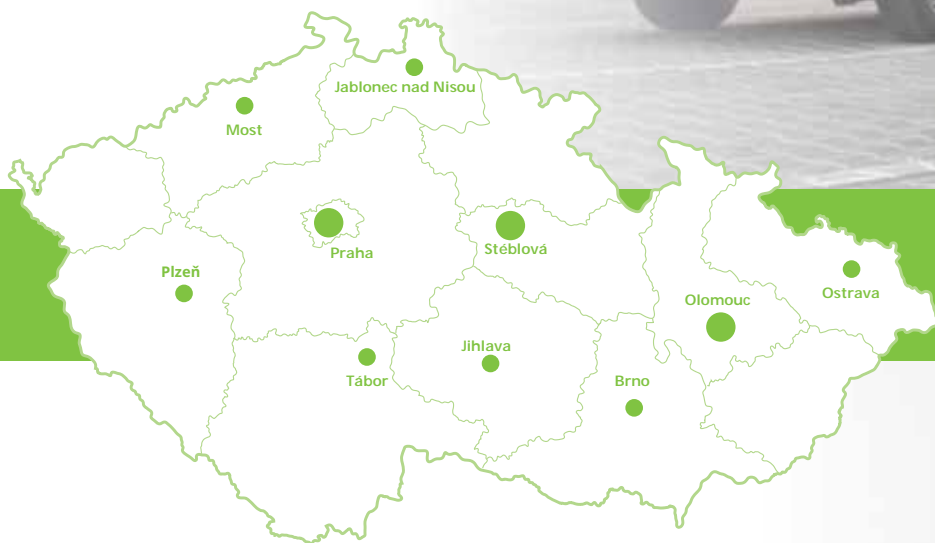 Jablonec nad Nisou
Most
Praha
Stéblová
Plzeň
Ostrava
Olomouc
Jihlava
Tábor
Brno